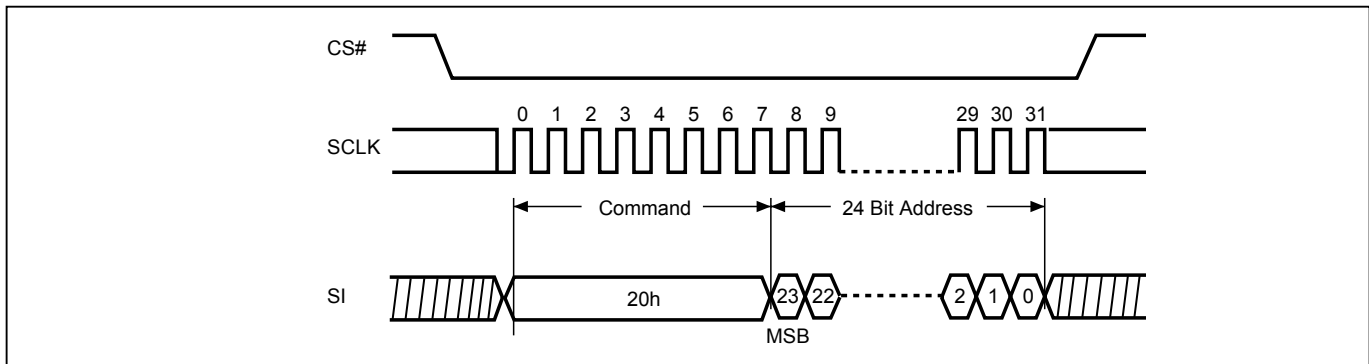 CS#
0 1 2 3 4 5 6 7 8 9 29 30 31
SCLK
Command 24 Bit Address
SI 20h 23 22 2 1 0
MSB